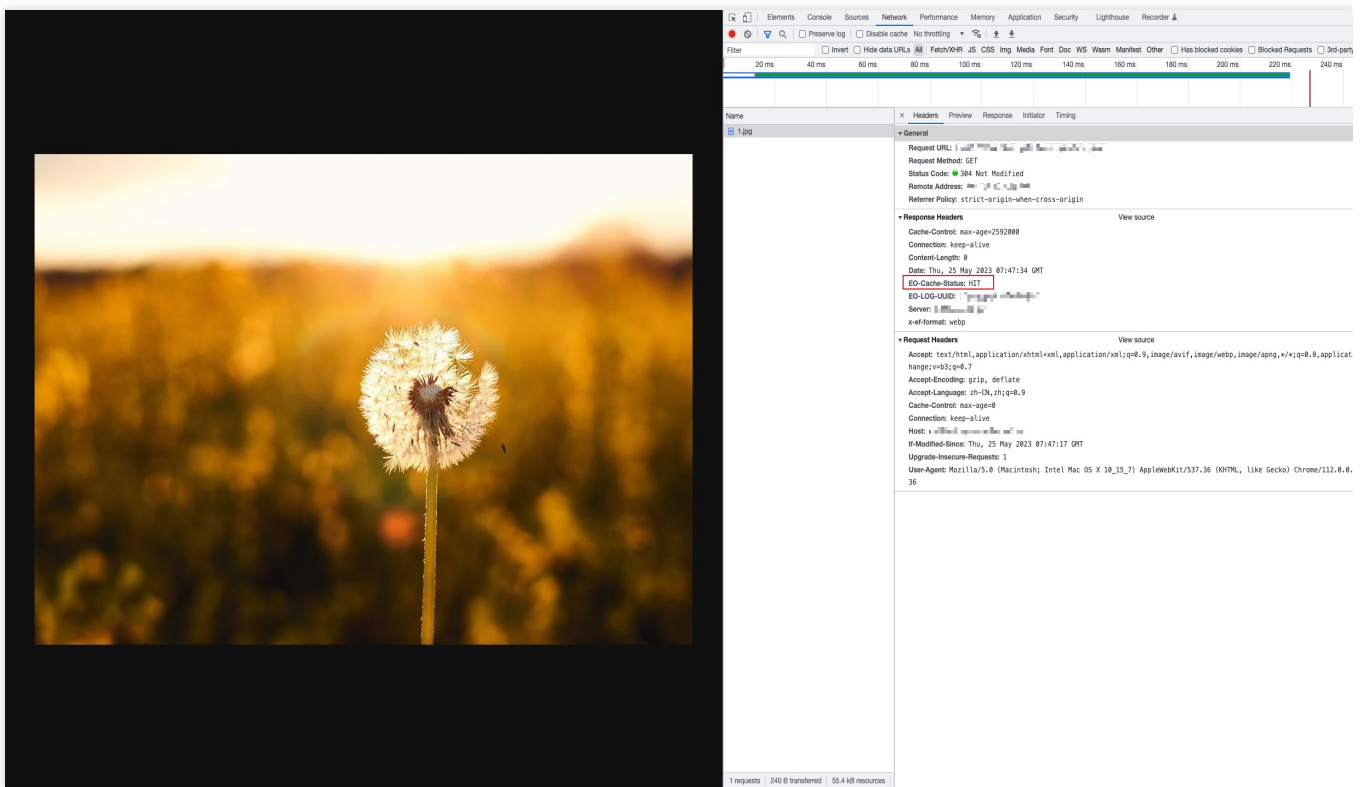 Elements Console Sources Network Performance Memory Application Security Lighthouse Recorder
Preserve log Disable cache No throttling
Filter Invert Hide data URLs All Fetch/XHR JS CSS Img Media Font Doc WS Wasm Manifest Other Has blocked cookies Blocked Requests 3rd-party
20 ms 40 ms 60 ms 80 ms 100 ms 120 ms 140 ms 160 ms 180 ms 200 ms 220 ms 240 ms
Name
1.jpg
× Headers Preview Response Initiator Timing
General
Request URL:
Request Method: GET
Status Code: 304 Not Modified
Remote Address:
Referrer Policy: strict-origin-when-cross-origin
Response Headers View source
Cache-Control: max-age=2592000
Connection: keep-alive
Content-Length: 0
Date: Thu, 25 May 2023 07:47:34 GMT
EO-Cache-Status: HIT
EO-LOG-UUID:
Server:
x-ef-format: webp
Request Headers View source
Accept: text/html,application/xhtml+xml,application/xml;q=0.9,image/avif,image/webp,image/apng,*/*;q=0.8,applicat
hange;v=b3;q=0.7
Accept-Encoding: gzip, deflate
Accept-Language: zh-CN,zh;q=0.9
Cache-Control: max-age=0
Connection: keep-alive
Host:
If-Modified-Since: Thu, 25 May 2023 07:47:17 GMT
Upgrade-Insecure-Requests: 1
User-Agent: Mozilla/5.0 (Macintosh; Intel Mac OS X 10_15_7) AppleWebKit/537.36 (KHTML, like Gecko) Chrome/112.0.0.
36
1 requests 240 B transferred 55.4 kB resources